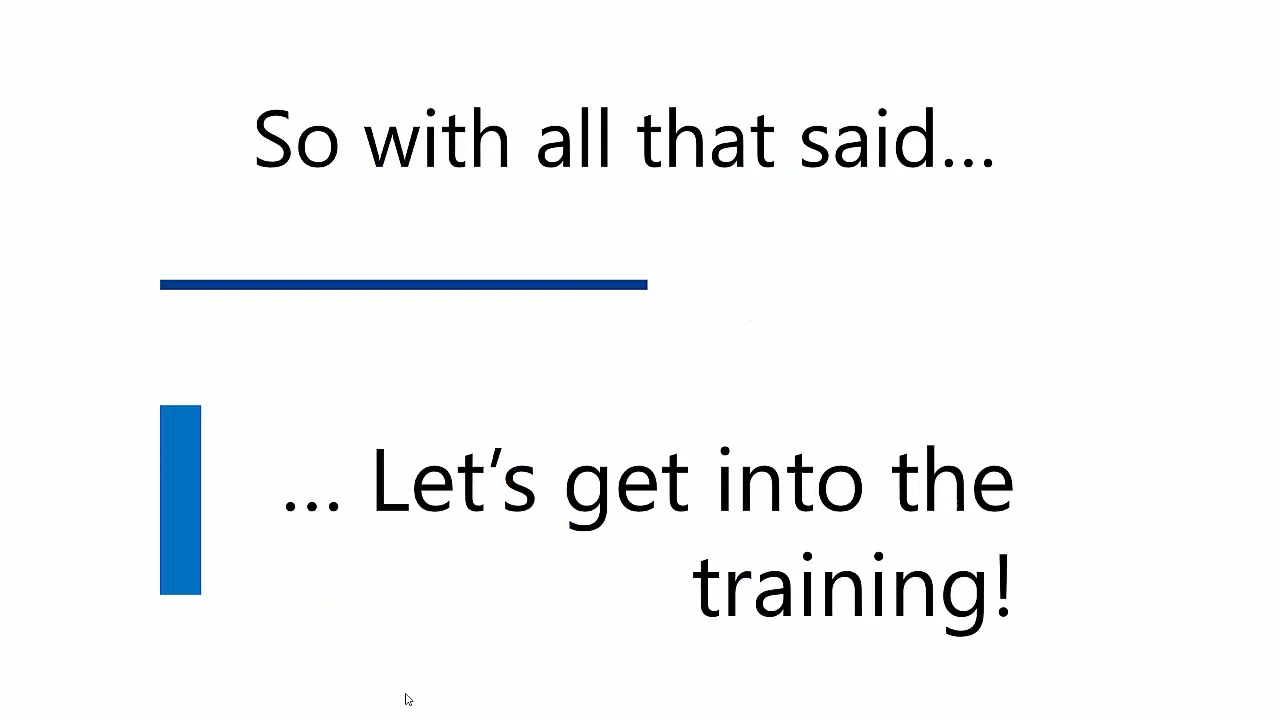 So with all that said…
… Let’s get into the
training!